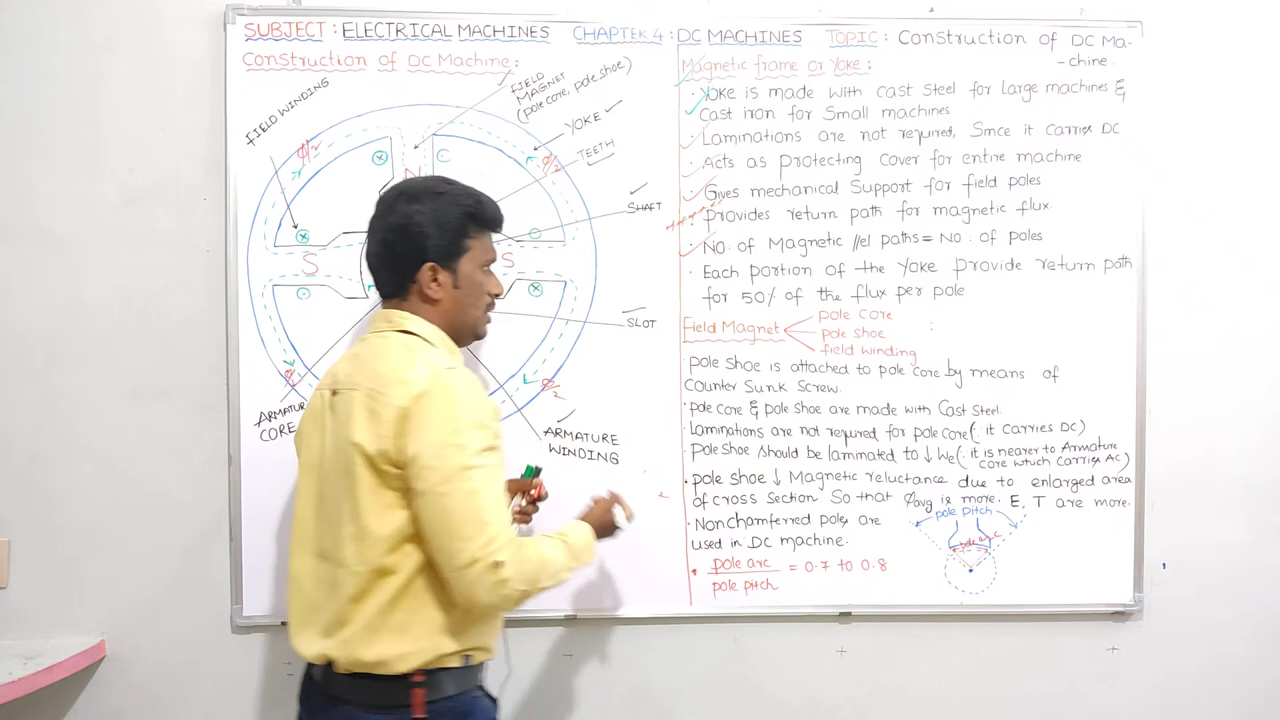 SUBJECT : ELECTRICAL MACHINES CHAPTEK 4 : DC MACHINES TOPIC : Construction of DC Ma-
- chine.
Construction of DC Machine :
FIELD WINDING
FIELD
MAGNET
(pole core, pole shoe)
YOKE
TEETH
SHAFT
SLOT
ARMATURE
WINDING
ARMATUR
CORE
φ/2
φ/2
φ/2
φ/2
N
S
S
Magnetic frame or Yoke :
· Yoke is made with cast steel for large machines &
Cast iron for Small machines
· Laminations are not required, Since it carries DC
· Acts as protecting cover for entire machine
· Gives mechanical Support for field poles
· Provides return path for magnetic flux.
· No. of Magnetic //el paths = No. of poles
· Each portion of the Yoke Provide return path
for 50% of the flux per pole
Field Magnet
pole core
pole shoe
field winding
· pole shoe is attached to pole core by means of
Counter Sunk Screw.
· pole core & pole shoe are made with Cast Steel.
· Laminations are not required for pole core (∵ it carries DC)
· pole shoe should be laminated to ↓ We (∵ it is nearer to Armature
core which carries AC)
· pole shoe ↓ Magnetic reluctance due to enlarged area
of cross section So that φavg is more. E, T are more.
· Nonchamferred poles are
used in DC machine.
· pole arc / pole pitch = 0.7 to 0.8
pole pitch
pole arc